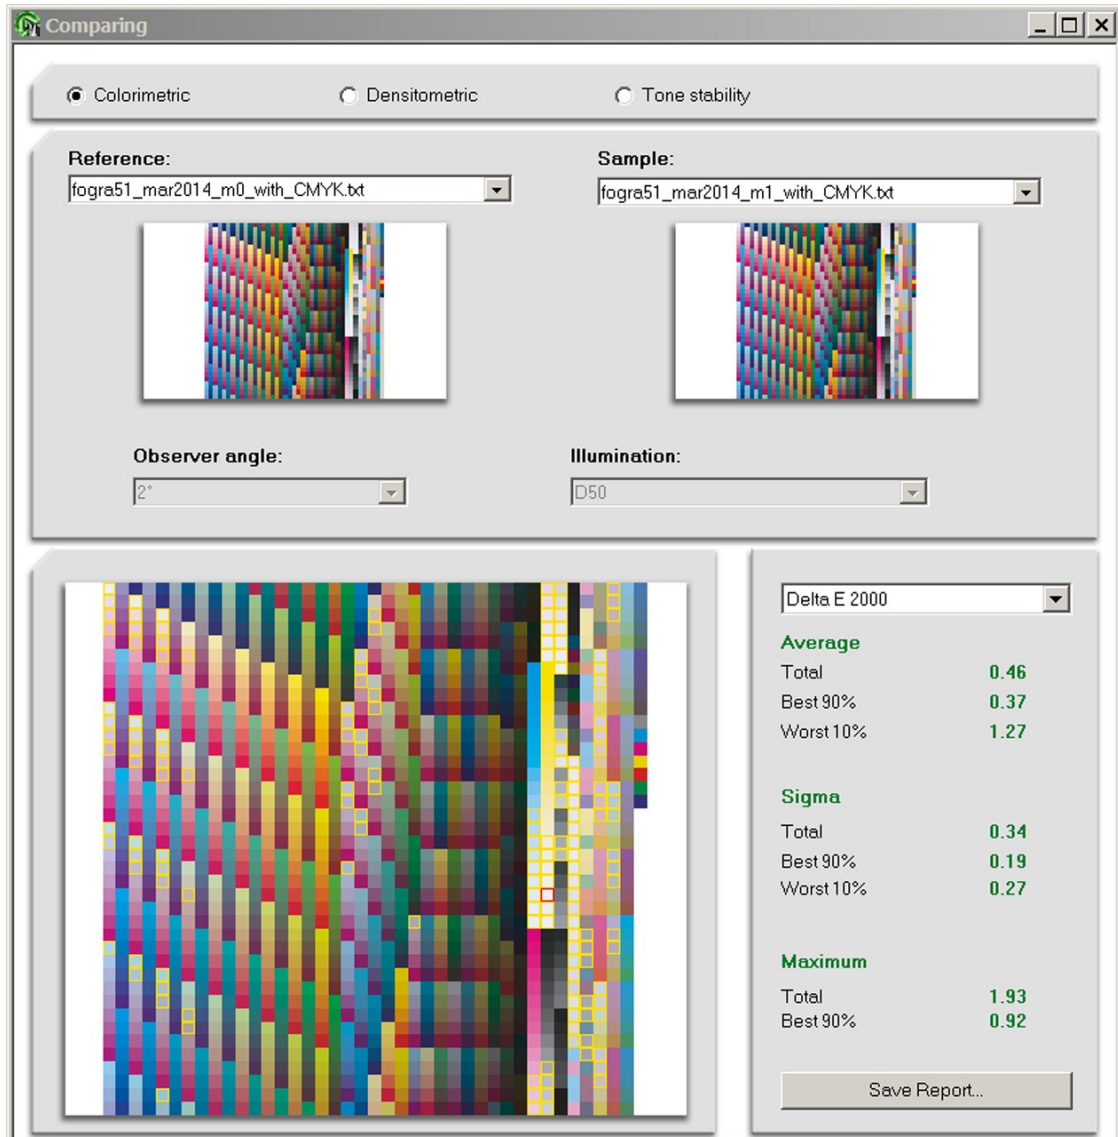 Comparing
Colorimetric Densitometric Tone stability
Reference: Sample:
fogra51_mar2014_m0_with_CMYK.txt fogra51_mar2014_m1_with_CMYK.txt
Observer angle: Illumination:
2° D50
Delta E 2000
Average
Total 0.46
Best 90% 0.37
Worst 10% 1.27
Sigma
Total 0.34
Best 90% 0.19
Worst 10% 0.27
Maximum
Total 1.93
Best 90% 0.92
Save Report...